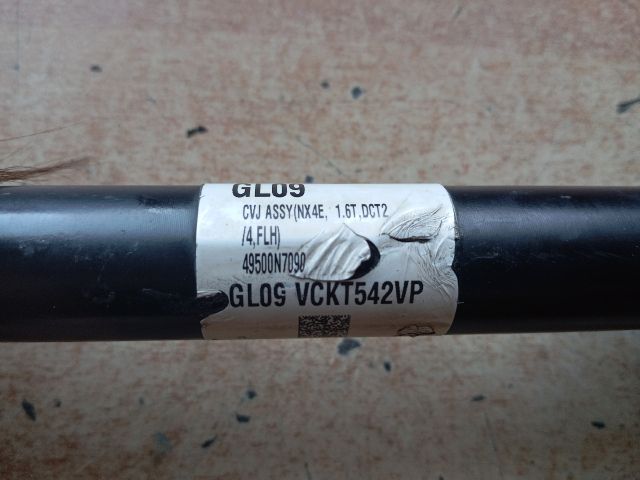 GL09
CVJ ASSY(NX4E, 1.6T,DCT2
/4,FLH)
49500N7090
GL09 VCKT542VP